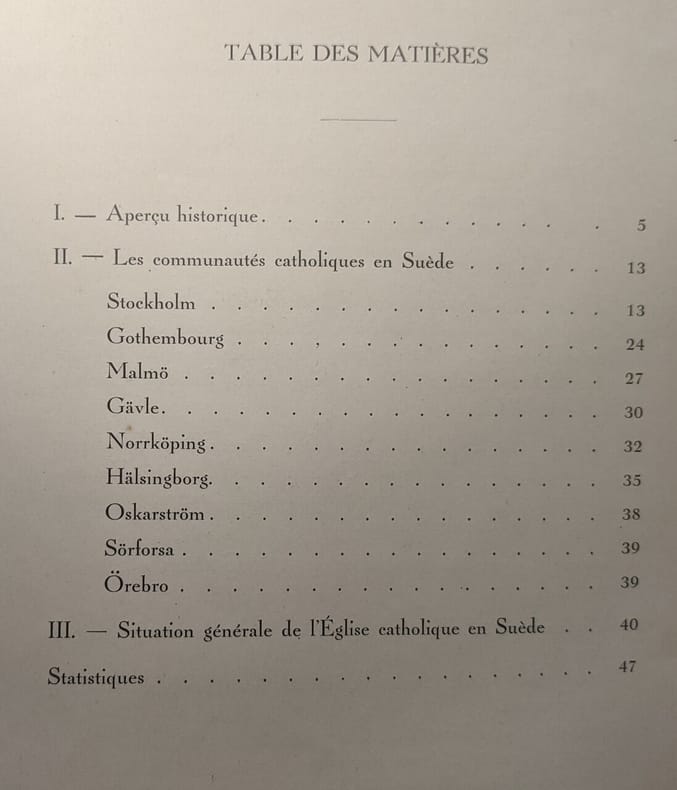 TABLE DES MATIÈRES
I. — Aperçu historique. . . . . . . . . . . . . 5
II. — Les communautés catholiques en Suède . . . . . . 13
Stockholm . . . . . . . . . . . . . . . 13
Gothembourg . . . . . . . . . . . . . . 24
Malmö . . . . . . . . . . . . . . . . 27
Gävle. . . . . . . . . . . . . . . . . 30
Norrköping. . . . . . . . . . . . . . . 32
Hälsingborg. . . . . . . . . . . . . . . 35
Oskarström . . . . . . . . . . . . . . . 38
Sörforsa . . . . . . . . . . . . . . . . 39
Örebro . . . . . . . . . . . . . . . . 39
III. — Situation générale de l'Église catholique en Suède . . 40
Statistiques . . . . . . . . . . . . . . . . . 47